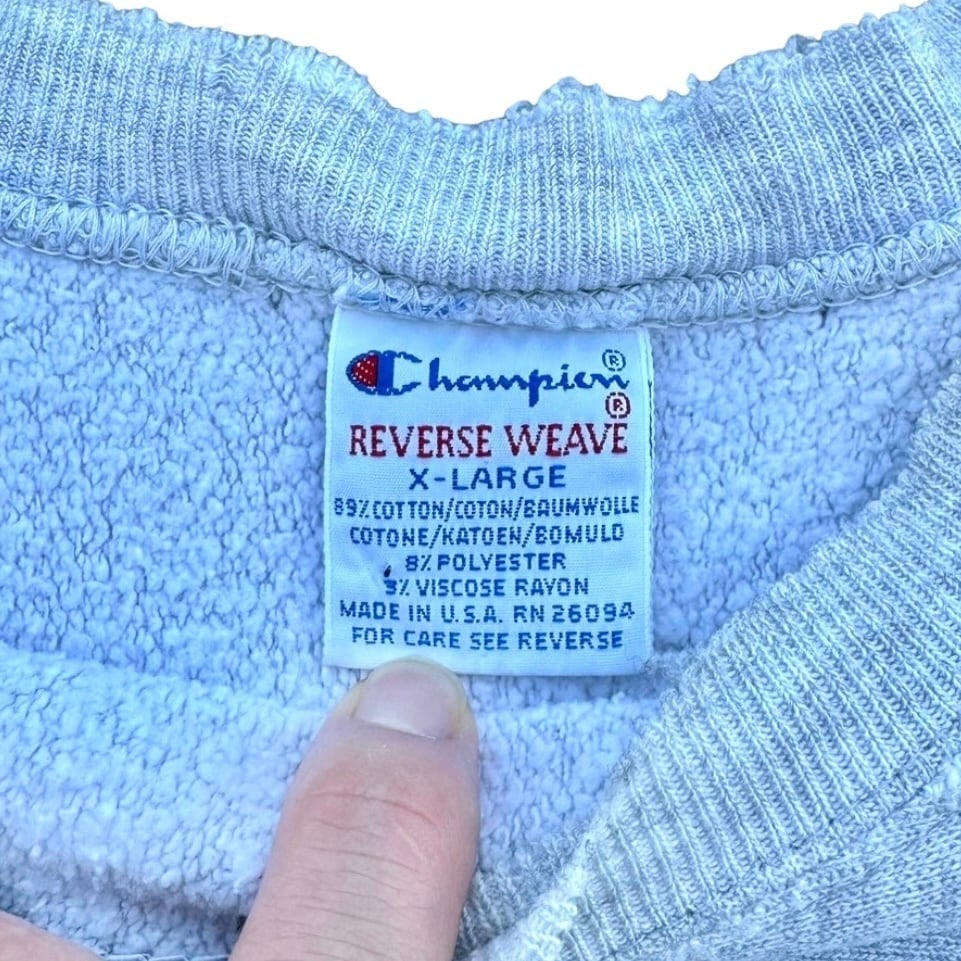 Champion®
®
REVERSE WEAVE
X-LARGE
89% COTTON/COTON/BAUMWOLLE
COTONE/KATOEN/BOMULD
8% POLYESTER
3% VISCOSE RAYON
MADE IN U.S.A. RN 26094
FOR CARE SEE REVERSE